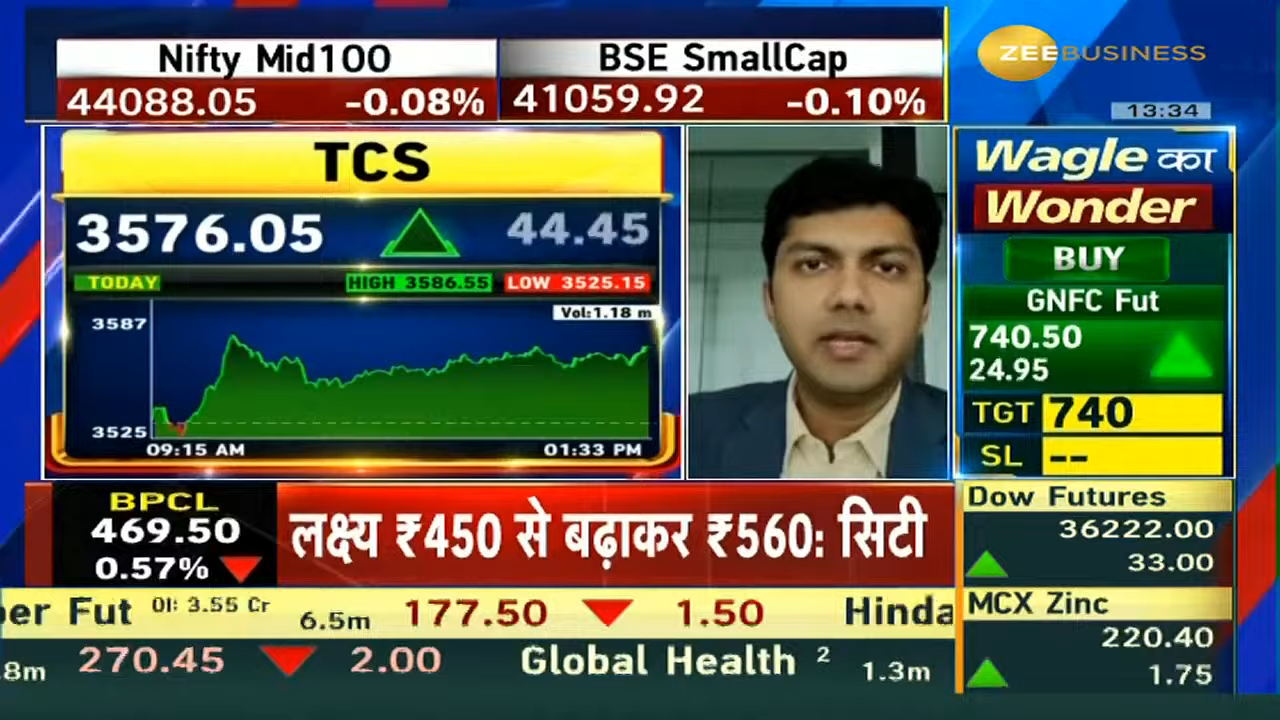 Nifty Mid100
44088.05 -0.08%
BSE SmallCap
41059.92 -0.10%
ZEEBUSINESS
13:34
TCS
3576.05 44.45
TODAY HIGH 3586.55 LOW 3525.15
Vol:1.18 m
3587
3525
09:15 AM 01:33 PM
Wagle का
Wonder
BUY
GNFC Fut
740.50
24.95
TGT 740
SL --
BPCL
469.50
0.57%
लक्ष्य ₹450 से बढ़ाकर ₹560: सिटी
Dow Futures
36222.00
33.00
MCX Zinc
220.40
1.75
per Fut OI: 3.55 Cr 6.5m 177.50 1.50 Hinda
.8m 270.45 2.00 Global Health 2 1.3m